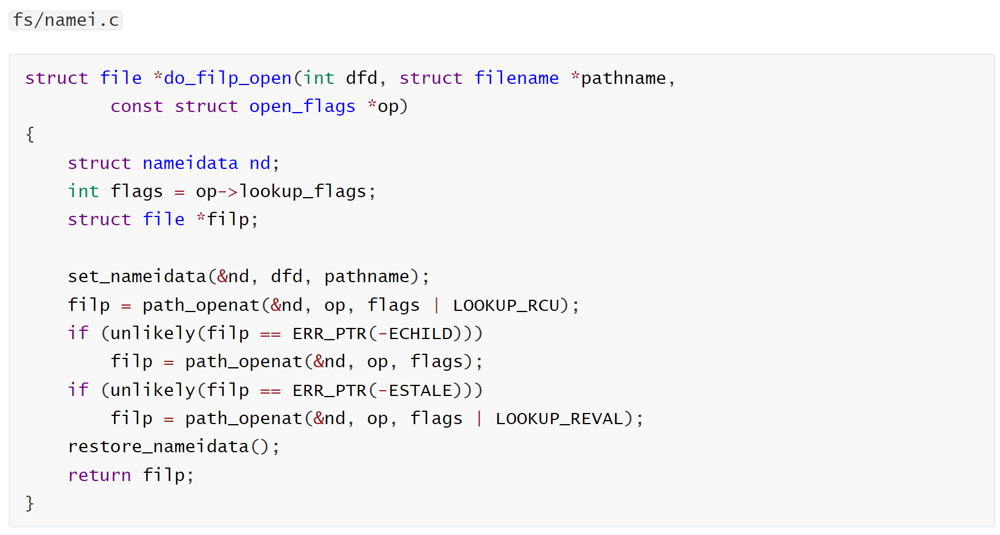 fs/namei.c
struct file *do_filp_open(int dfd, struct filename *pathname,
        const struct open_flags *op)
{
    struct nameidata nd;
    int flags = op->lookup_flags;
    struct file *filp;

    set_nameidata(&nd, dfd, pathname);
    filp = path_openat(&nd, op, flags | LOOKUP_RCU);
    if (unlikely(filp == ERR_PTR(-ECHILD)))
        filp = path_openat(&nd, op, flags);
    if (unlikely(filp == ERR_PTR(-ESTALE)))
        filp = path_openat(&nd, op, flags | LOOKUP_REVAL);
    restore_nameidata();
    return filp;
}